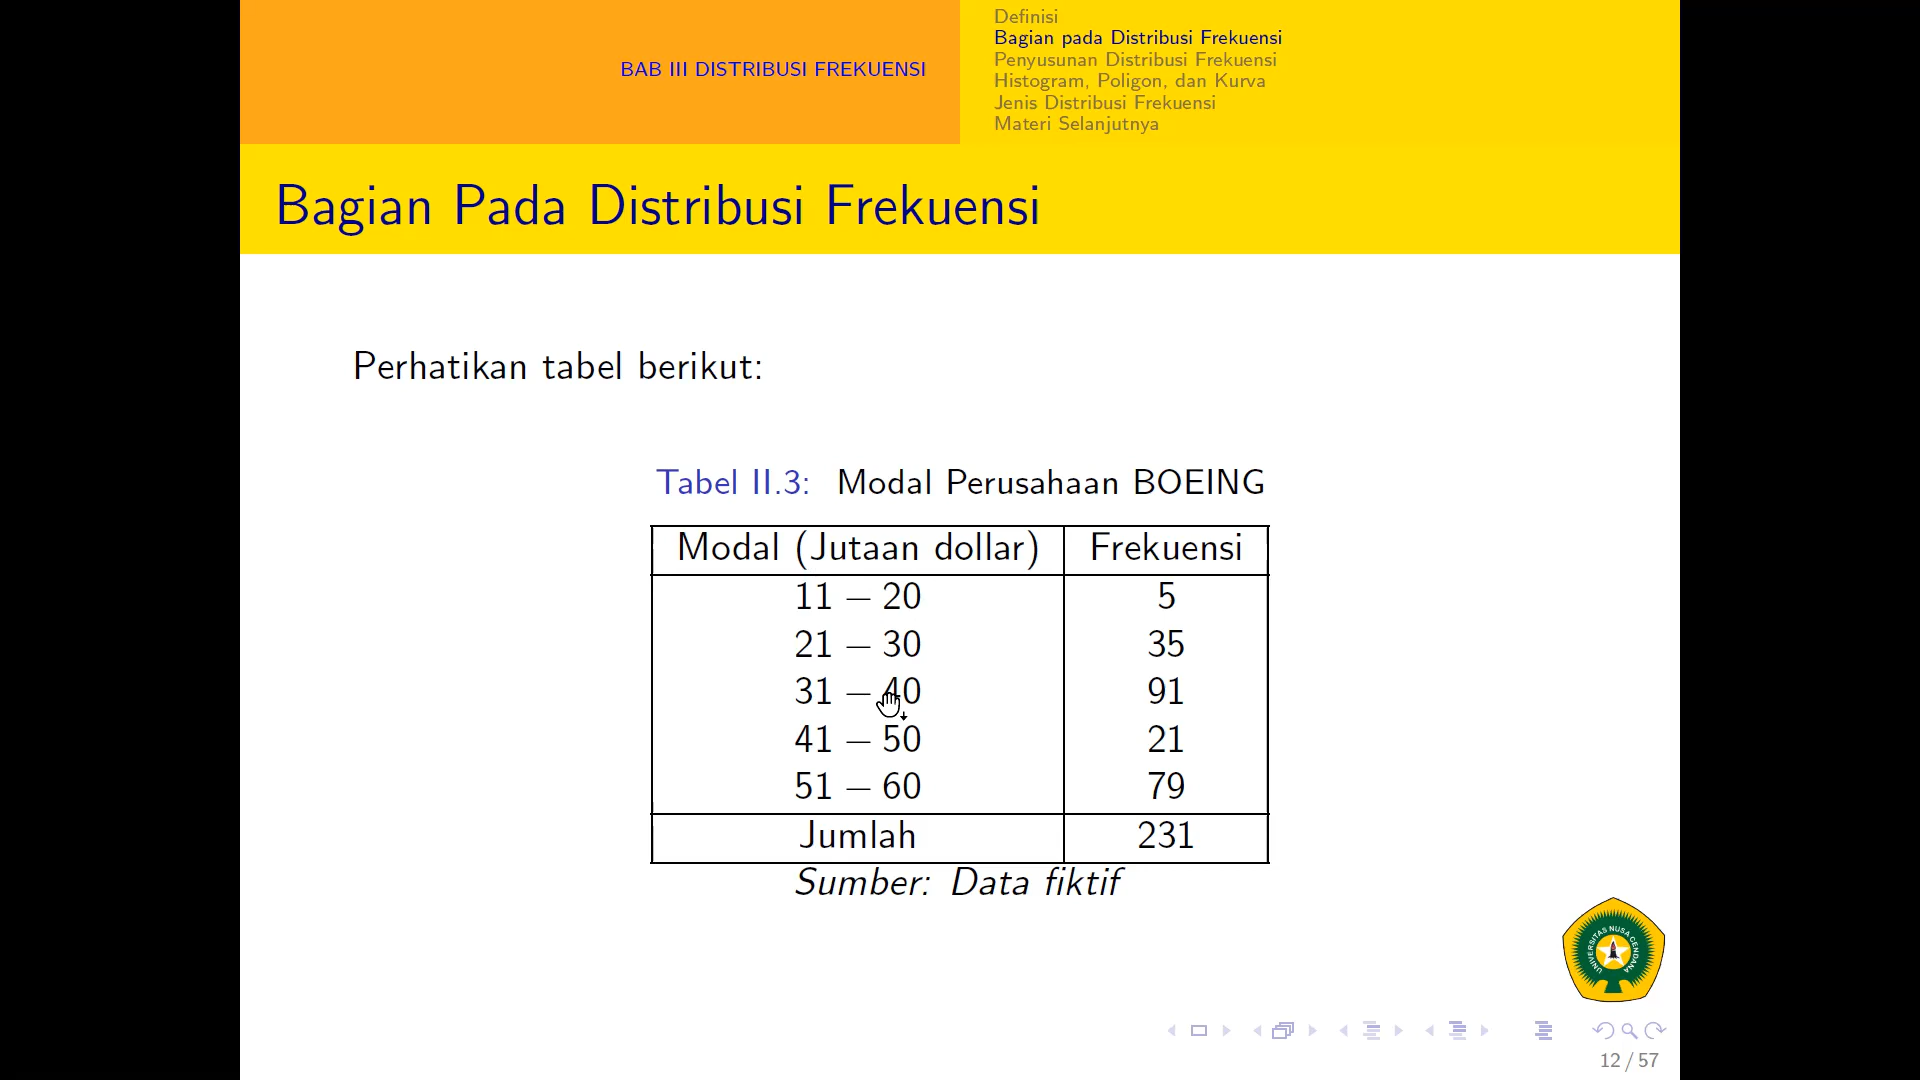 BAB III DISTRIBUSI FREKUENSI
Definisi
Bagian pada Distribusi Frekuensi
Penyusunan Distribusi Frekuensi
Histogram, Poligon, dan Kurva
Jenis Distribusi Frekuensi
Materi Selanjutnya
Bagian Pada Distribusi Frekuensi
Perhatikan tabel berikut:
Tabel II.3: Modal Perusahaan BOEING
Modal (Jutaan dollar) Frekuensi
11 – 20 5
21 – 30 35
31 – 40 91
41 – 50 21
51 – 60 79
Jumlah 231
Sumber: Data fiktif
UNIVERSITAS NUSA CENDANA
12 / 57